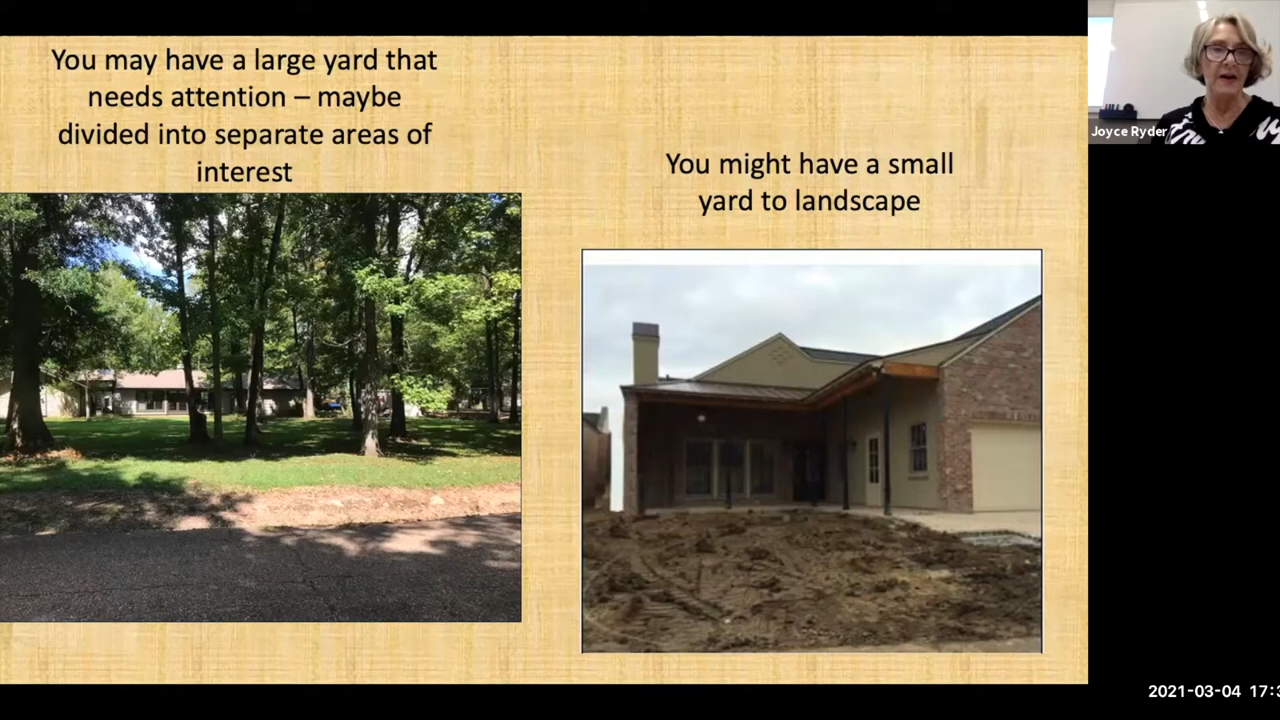 You may have a large yard that
needs attention – maybe
divided into separate areas of
interest
You might have a small
yard to landscape
Joyce Ryder
2021-03-04 17:3